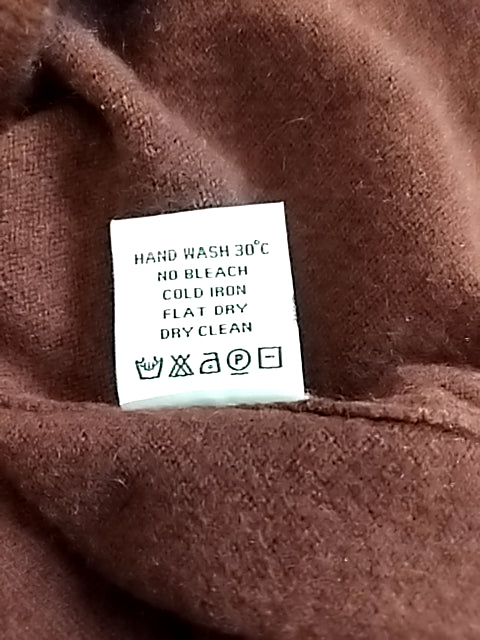 HAND WASH 30°C
NO BLEACH
COLD IRON
FLAT DRY
DRY CLEAN
P